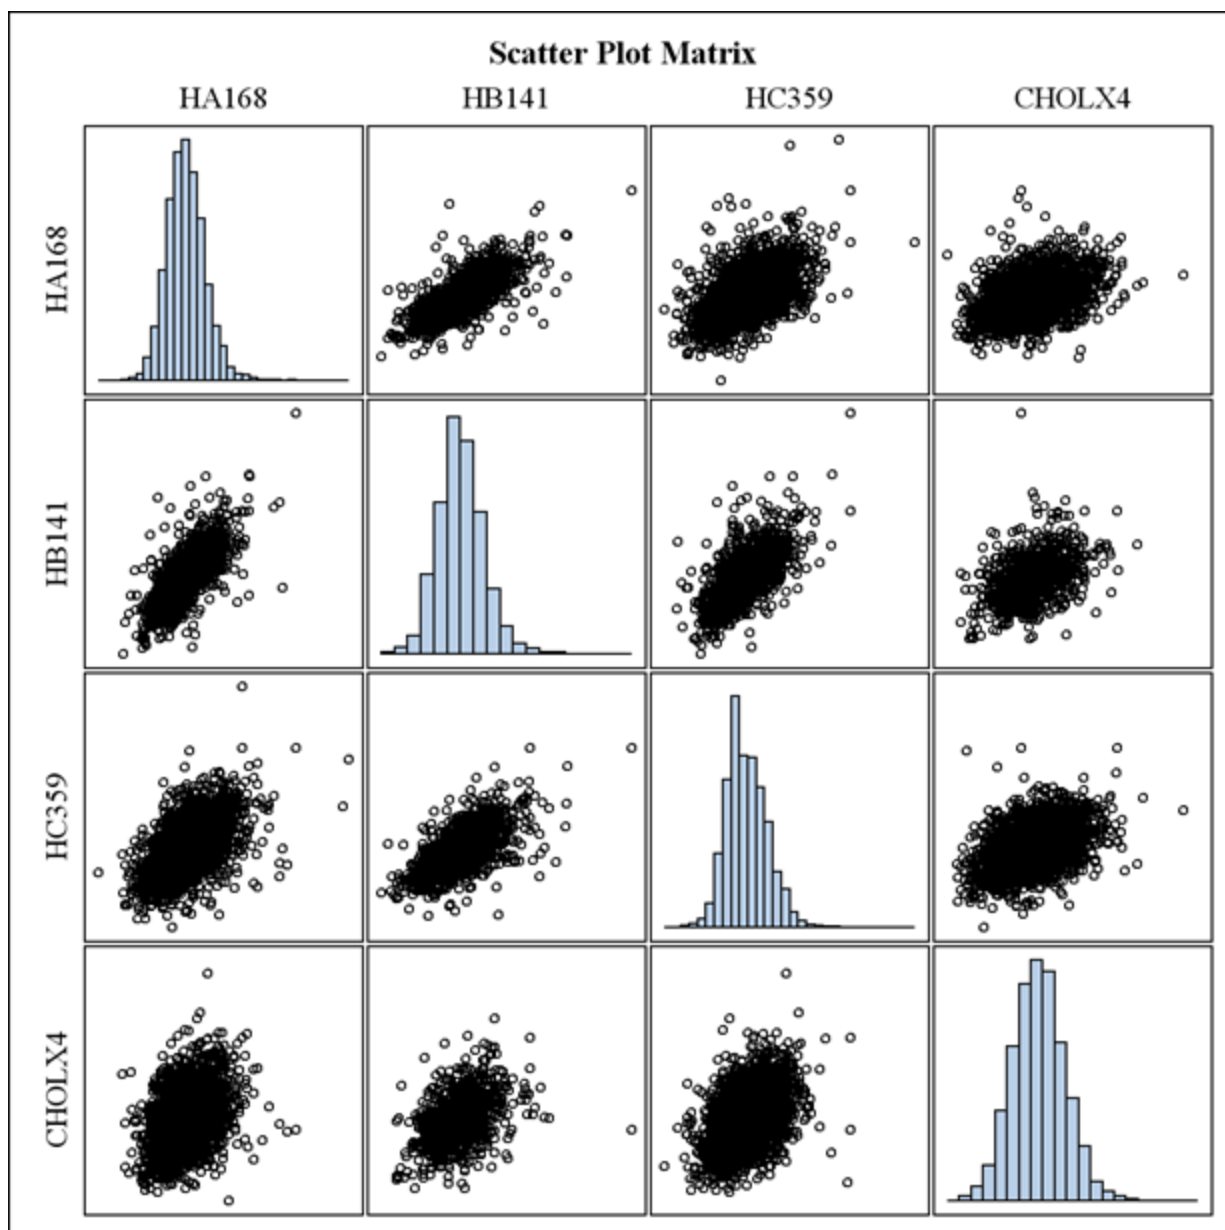 Scatter Plot Matrix
HA168 HB141 HC359 CHOLX4
HA168
HB141
HC359
CHOLX4